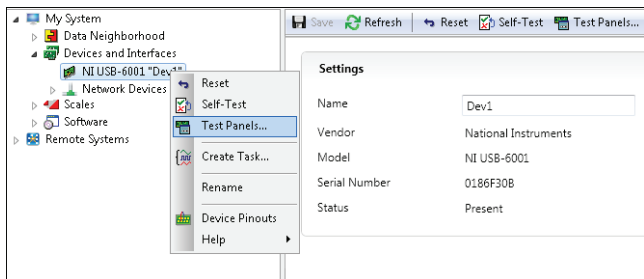 My System
Data Neighborhood
Devices and Interfaces
NI USB-6001 "Dev1"
Network Devices
Scales
Software
Remote Systems
Reset
Self-Test
Test Panels...
Create Task...
Rename
Device Pinouts
Help
Save Refresh Reset Self-Test Test Panels...
Settings
Name Dev1
Vendor National Instruments
Model NI USB-6001
Serial Number 0186F30B
Status Present